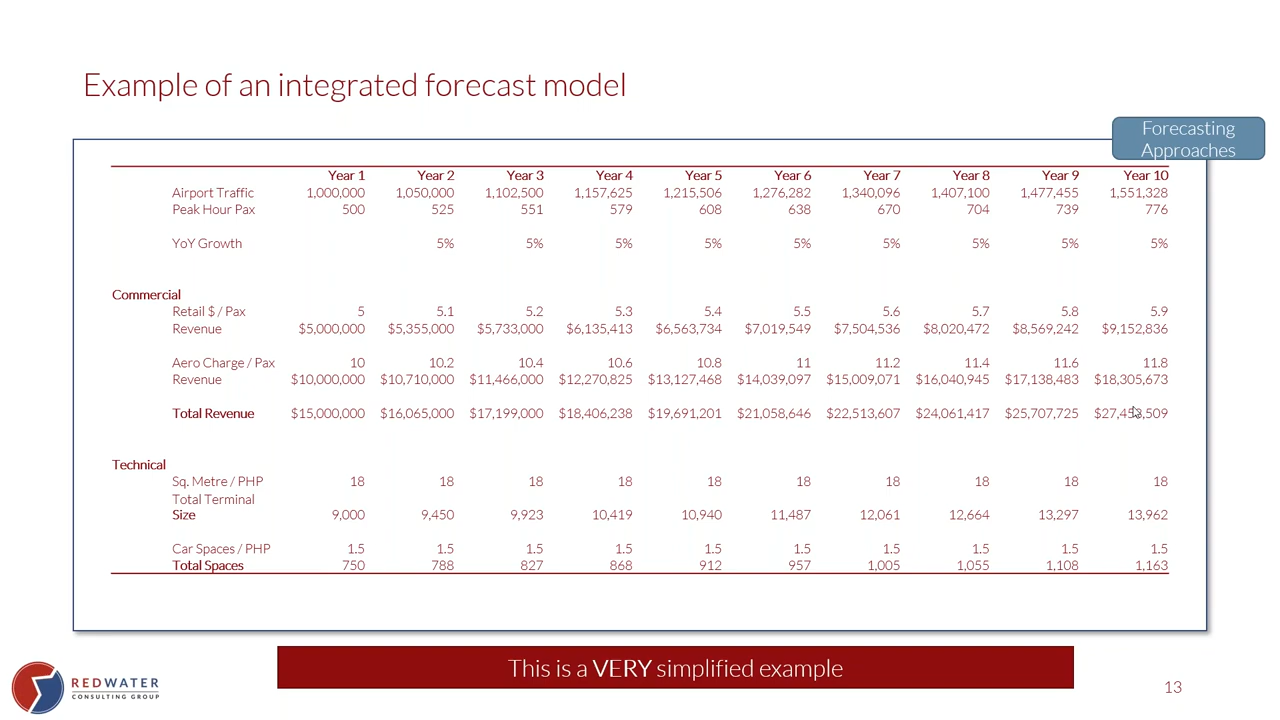 Example of an integrated forecast model
Forecasting
Approaches
Year 1 Year 2 Year 3 Year 4 Year 5 Year 6 Year 7 Year 8 Year 9 Year 10
Airport Traffic 1,000,000 1,050,000 1,102,500 1,157,625 1,215,506 1,276,282 1,340,096 1,407,100 1,477,455 1,551,328
Peak Hour Pax 500 525 551 579 608 638 670 704 739 776
YoY Growth 5% 5% 5% 5% 5% 5% 5% 5% 5%
Commercial
Retail $ / Pax 5 5.1 5.2 5.3 5.4 5.5 5.6 5.7 5.8 5.9
Revenue $5,000,000 $5,355,000 $5,733,000 $6,135,413 $6,563,734 $7,019,549 $7,504,536 $8,020,472 $8,569,242 $9,152,836
Aero Charge / Pax 10 10.2 10.4 10.6 10.8 11 11.2 11.4 11.6 11.8
Revenue $10,000,000 $10,710,000 $11,466,000 $12,270,825 $13,127,468 $14,039,097 $15,009,071 $16,040,945 $17,138,483 $18,305,673
Total Revenue $15,000,000 $16,065,000 $17,199,000 $18,406,238 $19,691,201 $21,058,646 $22,513,607 $24,061,417 $25,707,725 $27,458,509
Technical
Sq. Metre / PHP 18 18 18 18 18 18 18 18 18 18
Total Terminal
Size 9,000 9,450 9,923 10,419 10,940 11,487 12,061 12,664 13,297 13,962
Car Spaces / PHP 1.5 1.5 1.5 1.5 1.5 1.5 1.5 1.5 1.5 1.5
Total Spaces 750 788 827 868 912 957 1,005 1,055 1,108 1,163
This is a VERY simplified example
REDWATER
CONSULTING GROUP
13